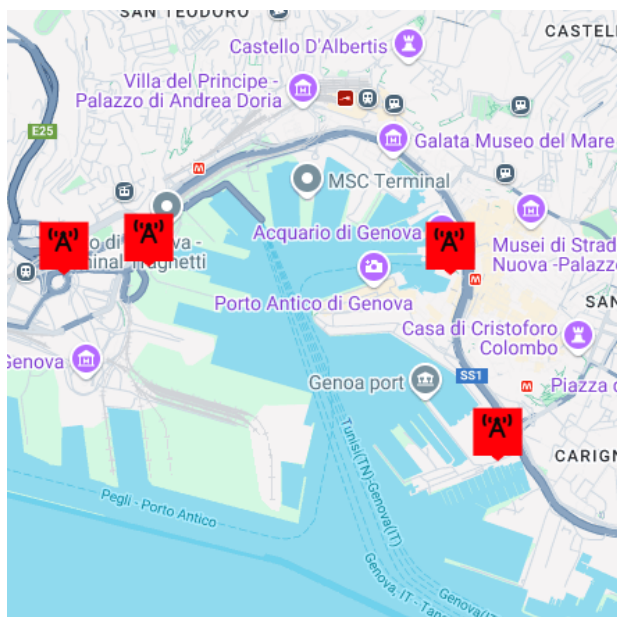 SAN TEODORO
CASTELL
Castello D'Albertis
Villa del Principe -
Palazzo di Andrea Doria
E25
Galata Museo del Mare
M
MSC Terminal
Acquario di Genova
Musei di Strad
Nuova -Palazzo
Porto Antico di Genova
M
SAN
Casa di Cristoforo
Colombo
Genova
Genoa port
SS1
M
Piazza d
CARIGN
Tunisi(TN)-Genova(IT)
Pegli - Porto Antico
Genova, IT - Tang
Genova(IT